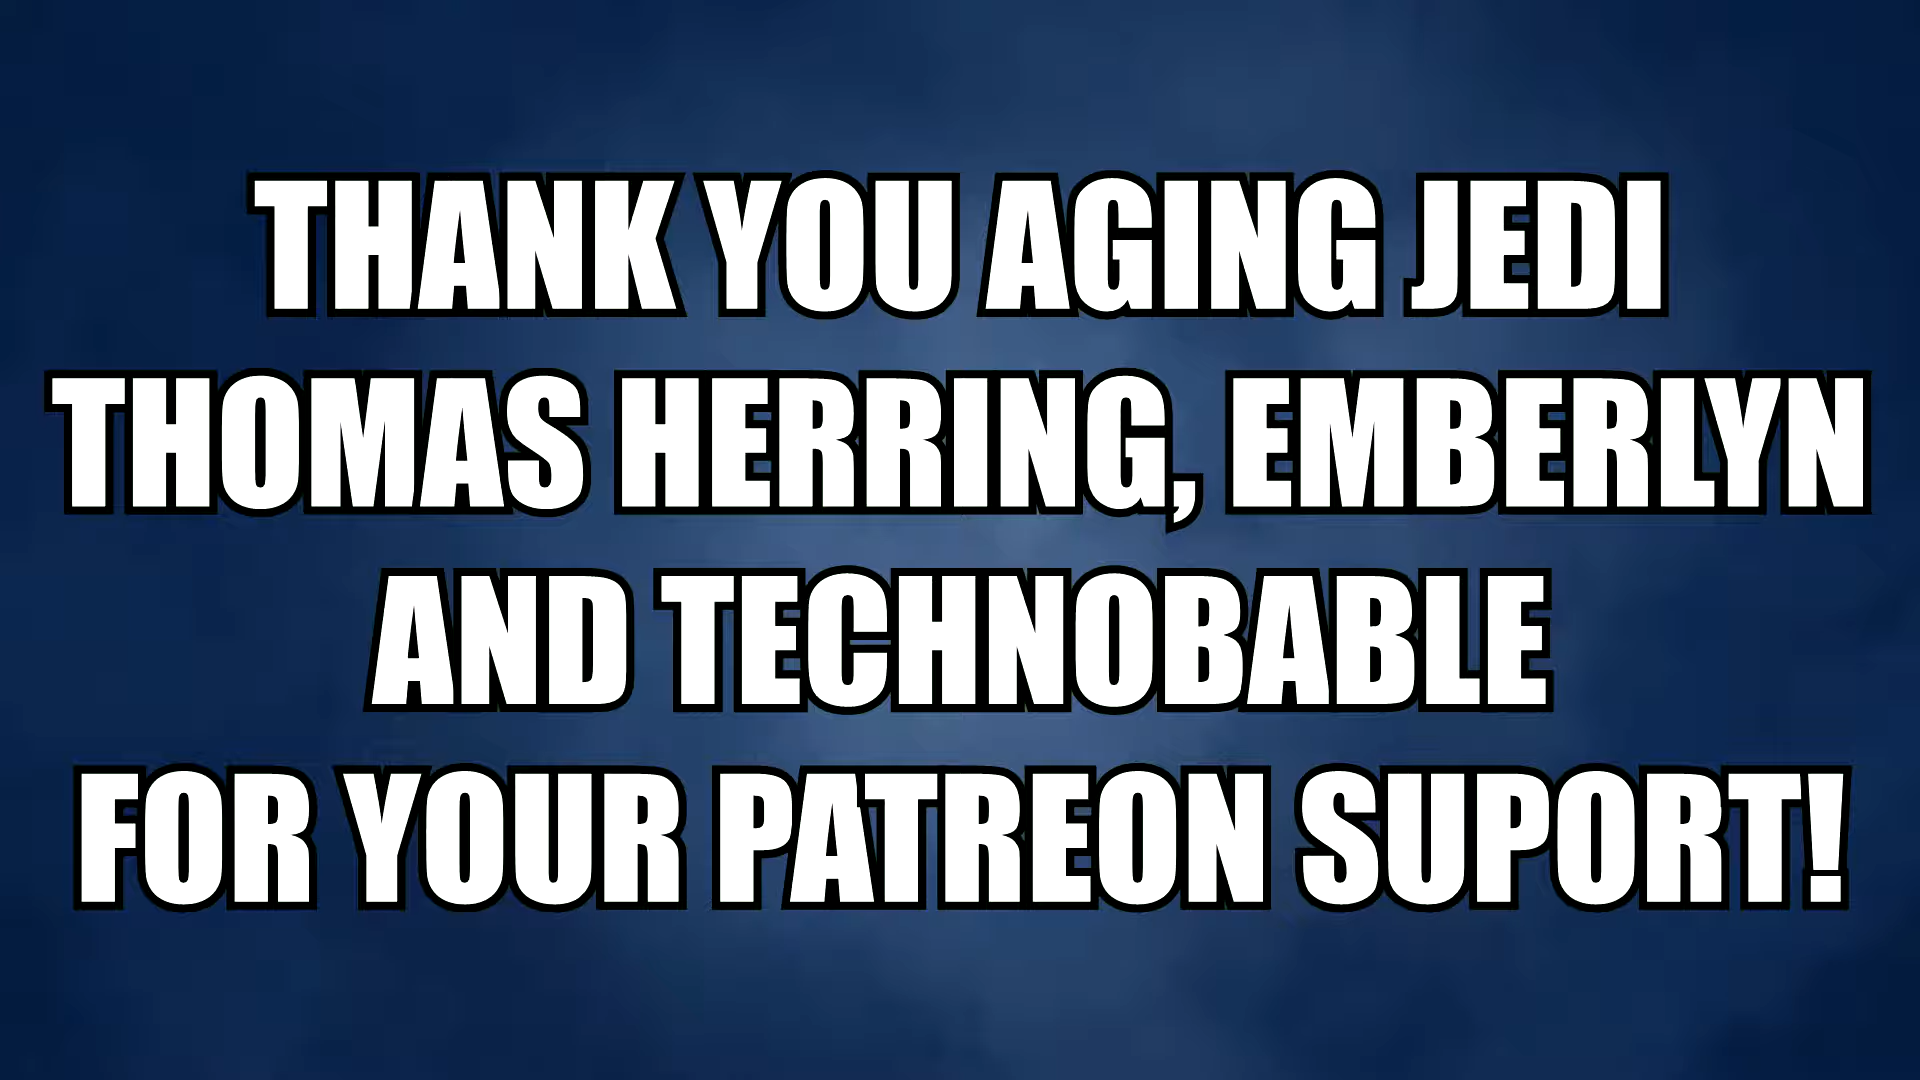 THANK YOU AGING JEDI
THOMAS HERRING, EMBERLYN
AND TECHNOBABLE
FOR YOUR PATREON SUPORT!